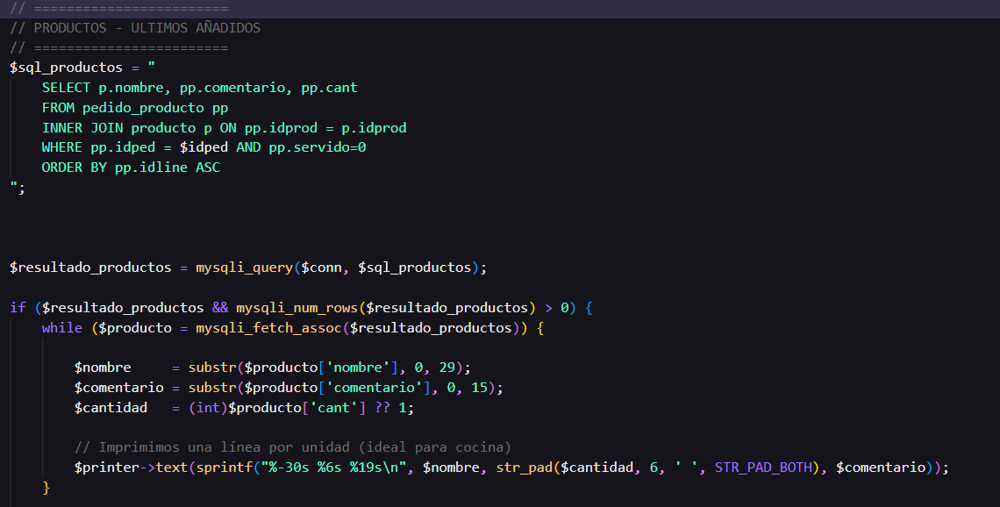 // ========================
// PRODUCTOS - ULTIMOS AÑADIDOS
// ========================
$sql_productos = "
    SELECT p.nombre, pp.comentario, pp.cant
    FROM pedido_producto pp
    INNER JOIN producto p ON pp.idprod = p.idprod
    WHERE pp.idped = $idped AND pp.servido=0
    ORDER BY pp.idline ASC
";
$resultado_productos = mysqli_query($conn, $sql_productos);
if ($resultado_productos && mysqli_num_rows($resultado_productos) > 0) {
    while ($producto = mysqli_fetch_assoc($resultado_productos)) {
        $nombre     = substr($producto['nombre'], 0, 29);
        $comentario = substr($producto['comentario'], 0, 15);
        $cantidad   = (int)$producto['cant'] ?? 1;
        // Imprimimos una línea por unidad (ideal para cocina)
        $printer->text(sprintf("%-30s %6s %19s\n", $nombre, str_pad($cantidad, 6, ' ', STR_PAD_BOTH), $comentario));
    }